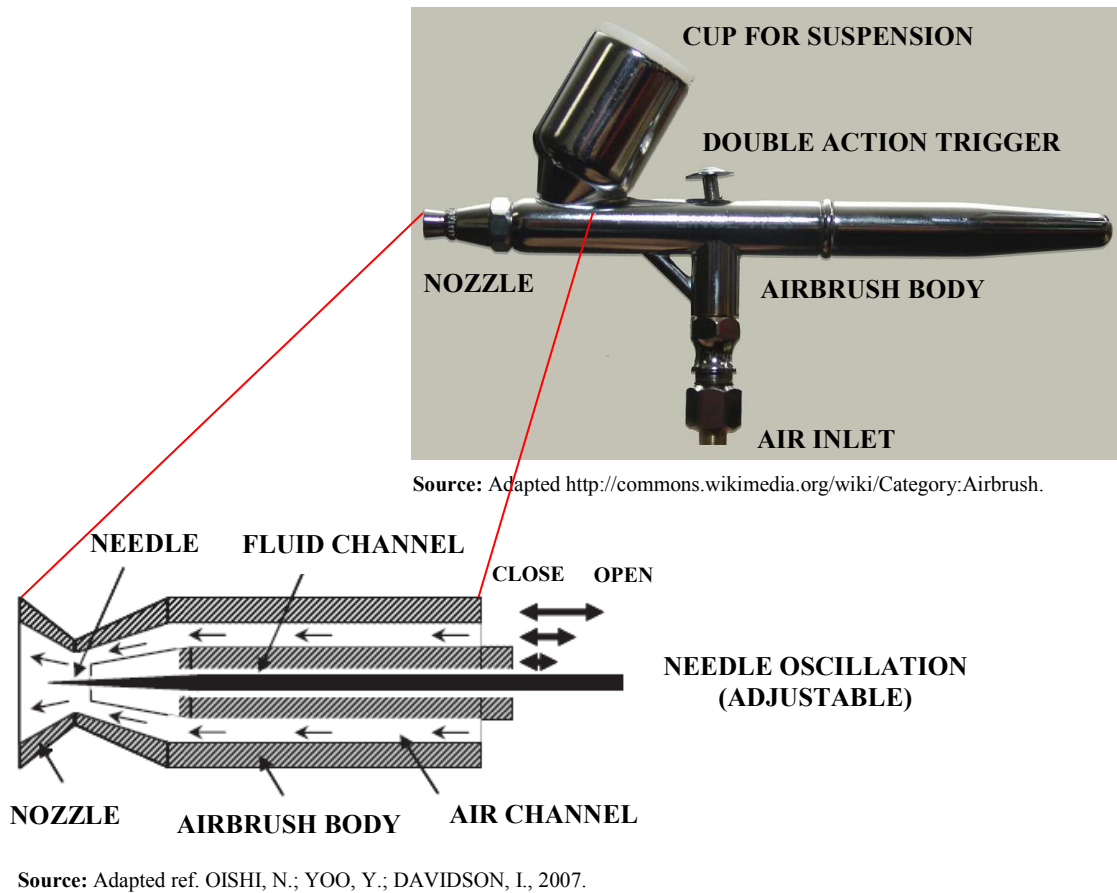 CUP FOR SUSPENSION
DOUBLE ACTION TRIGGER
NOZZLE
AIRBRUSH BODY
AIR INLET
Source: Adapted http://commons.wikimedia.org/wiki/Category:Airbrush.
NEEDLE
FLUID CHANNEL
CLOSE
OPEN
NEEDLE OSCILLATION
(ADJUSTABLE)
NOZZLE
AIRBRUSH BODY
AIR CHANNEL
Source: Adapted ref. OISHI, N.; YOO, Y.; DAVIDSON, I., 2007.